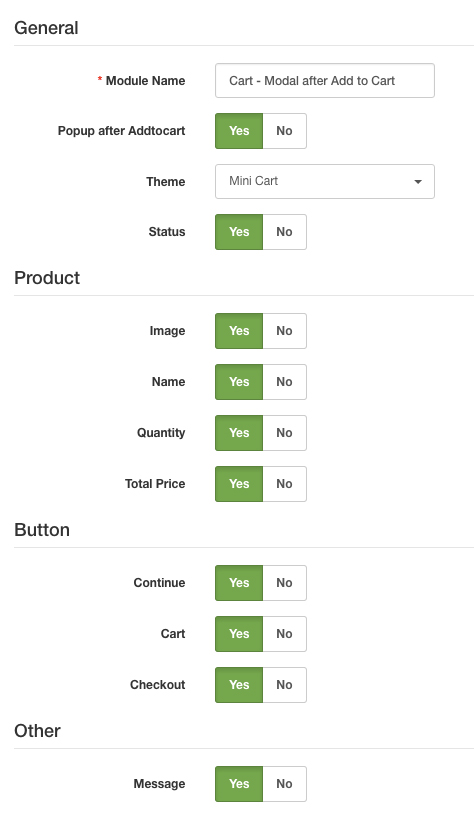 General
* Module Name Cart - Modal after Add to Cart
Popup after Addtocart Yes No
Theme Mini Cart
Status Yes No
Product
Image Yes No
Name Yes No
Quantity Yes No
Total Price Yes No
Button
Continue Yes No
Cart Yes No
Checkout Yes No
Other
Message Yes No